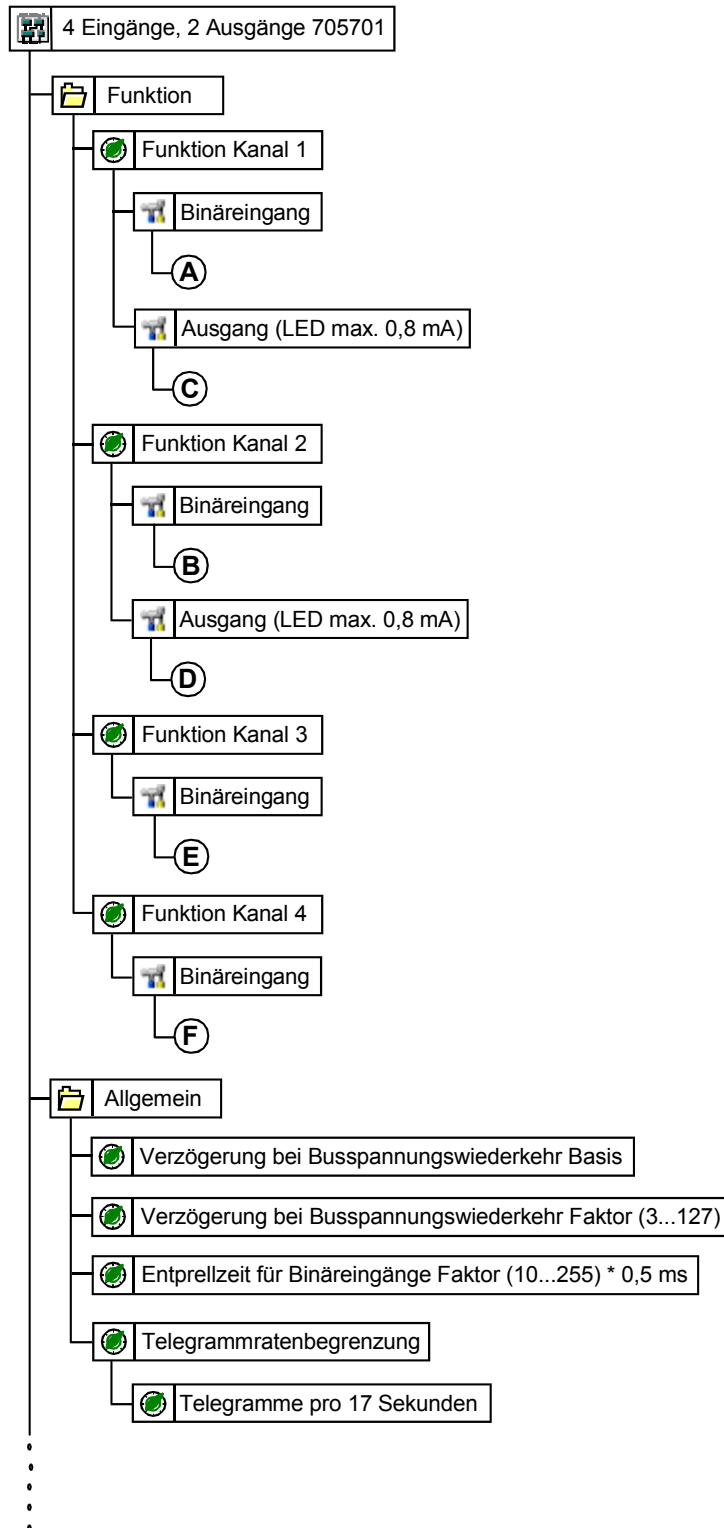 4 Eingänge, 2 Ausgänge 705701
Funktion
Funktion Kanal 1
Binäreingang
A
Ausgang (LED max. 0,8 mA)
C
Funktion Kanal 2
Binäreingang
B
Ausgang (LED max. 0,8 mA)
D
Funktion Kanal 3
Binäreingang
E
Funktion Kanal 4
Binäreingang
F
Allgemein
Verzögerung bei Busspannungswiederkehr Basis
Verzögerung bei Busspannungswiederkehr Faktor (3...127)
Entprellzeit für Binäreingänge Faktor (10...255) * 0,5 ms
Telegrammratenbegrenzung
Telegramme pro 17 Sekunden